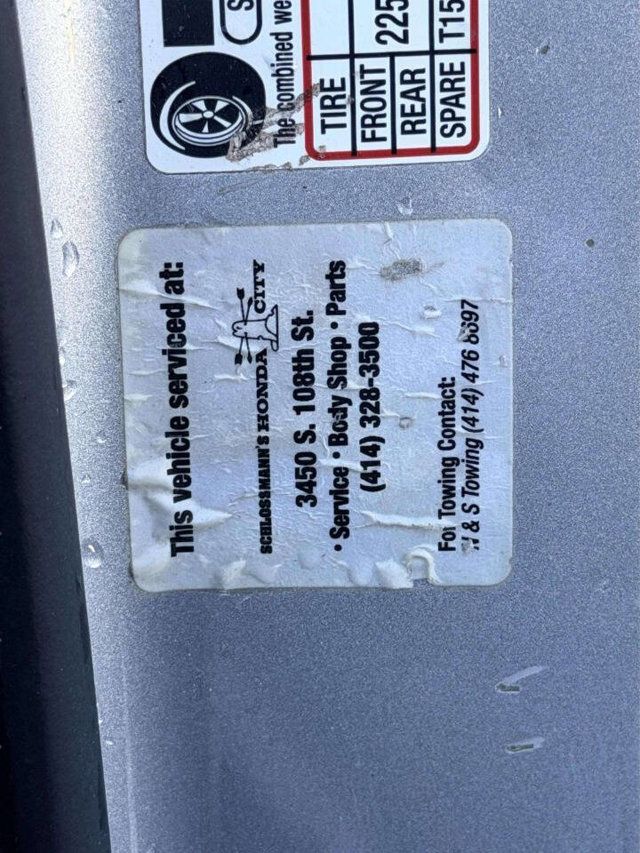 The combined we
TIRE
FRONT 225
REAR
SPARE T15
This vehicle serviced at:
SCHLOSSMANN'S HONDA CITY
3450 S. 108th St.
• Service • Body Shop • Parts
(414) 328-3500
For Towing Contact:
& S Towing (414) 476